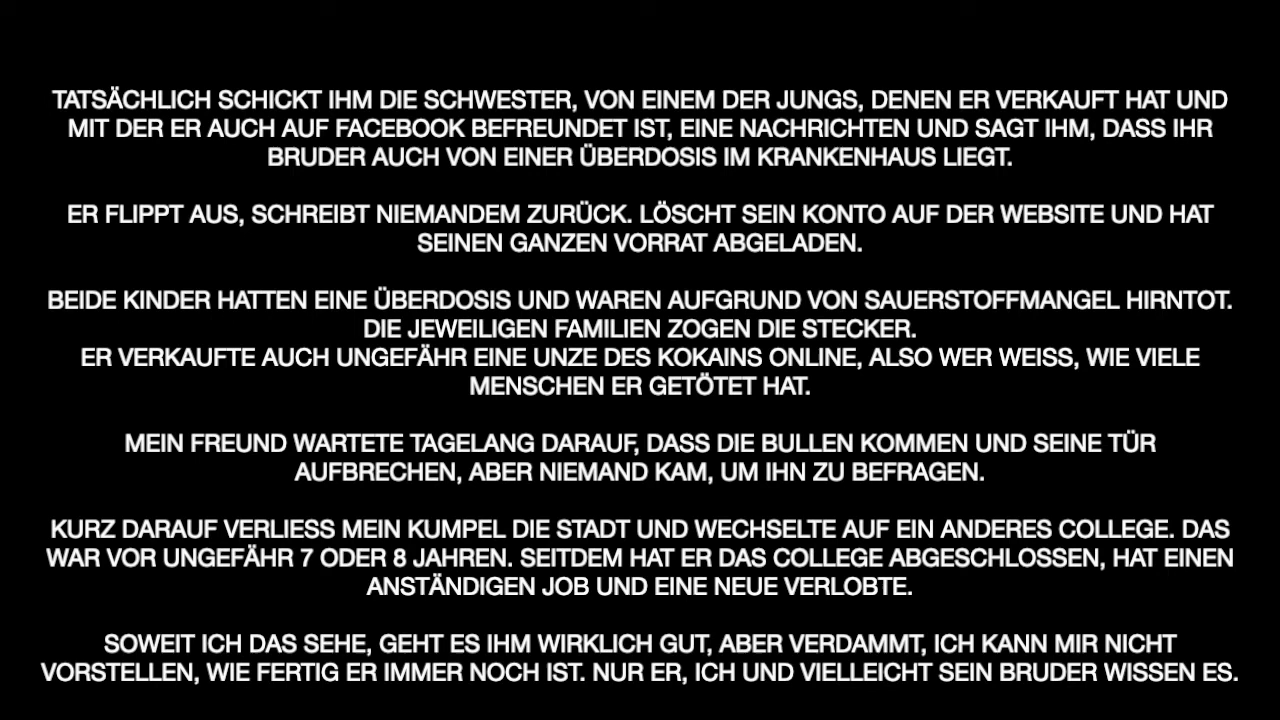 TATSÄCHLICH SCHICKT IHM DIE SCHWESTER, VON EINEM DER JUNGS, DENEN ER VERKAUFT HAT UND
MIT DER ER AUCH AUF FACEBOOK BEFREUNDET IST, EINE NACHRICHTEN UND SAGT IHM, DASS IHR
BRUDER AUCH VON EINER ÜBERDOSIS IM KRANKENHAUS LIEGT.
ER FLIPPT AUS, SCHREIBT NIEMANDEM ZURÜCK. LÖSCHT SEIN KONTO AUF DER WEBSITE UND HAT
SEINEN GANZEN VORRAT ABGELADEN.
BEIDE KINDER HATTEN EINE ÜBERDOSIS UND WAREN AUFGRUND VON SAUERSTOFFMANGEL HIRNTOT.
DIE JEWEILIGEN FAMILIEN ZOGEN DIE STECKER.
ER VERKAUFTE AUCH UNGEFÄHR EINE UNZE DES KOKAINS ONLINE, ALSO WER WEISS, WIE VIELE
MENSCHEN ER GETÖTET HAT.
MEIN FREUND WARTETE TAGELANG DARAUF, DASS DIE BULLEN KOMMEN UND SEINE TÜR
AUFBRECHEN, ABER NIEMAND KAM, UM IHN ZU BEFRAGEN.
KURZ DARAUF VERLIESS MEIN KUMPEL DIE STADT UND WECHSELTE AUF EIN ANDERES COLLEGE. DAS
WAR VOR UNGEFÄHR 7 ODER 8 JAHREN. SEITDEM HAT ER DAS COLLEGE ABGESCHLOSSEN, HAT EINEN
ANSTÄNDIGEN JOB UND EINE NEUE VERLOBTE.
SOWEIT ICH DAS SEHE, GEHT ES IHM WIRKLICH GUT, ABER VERDAMMT, ICH KANN MIR NICHT
VORSTELLEN, WIE FERTIG ER IMMER NOCH IST. NUR ER, ICH UND VIELLEICHT SEIN BRUDER WISSEN ES.